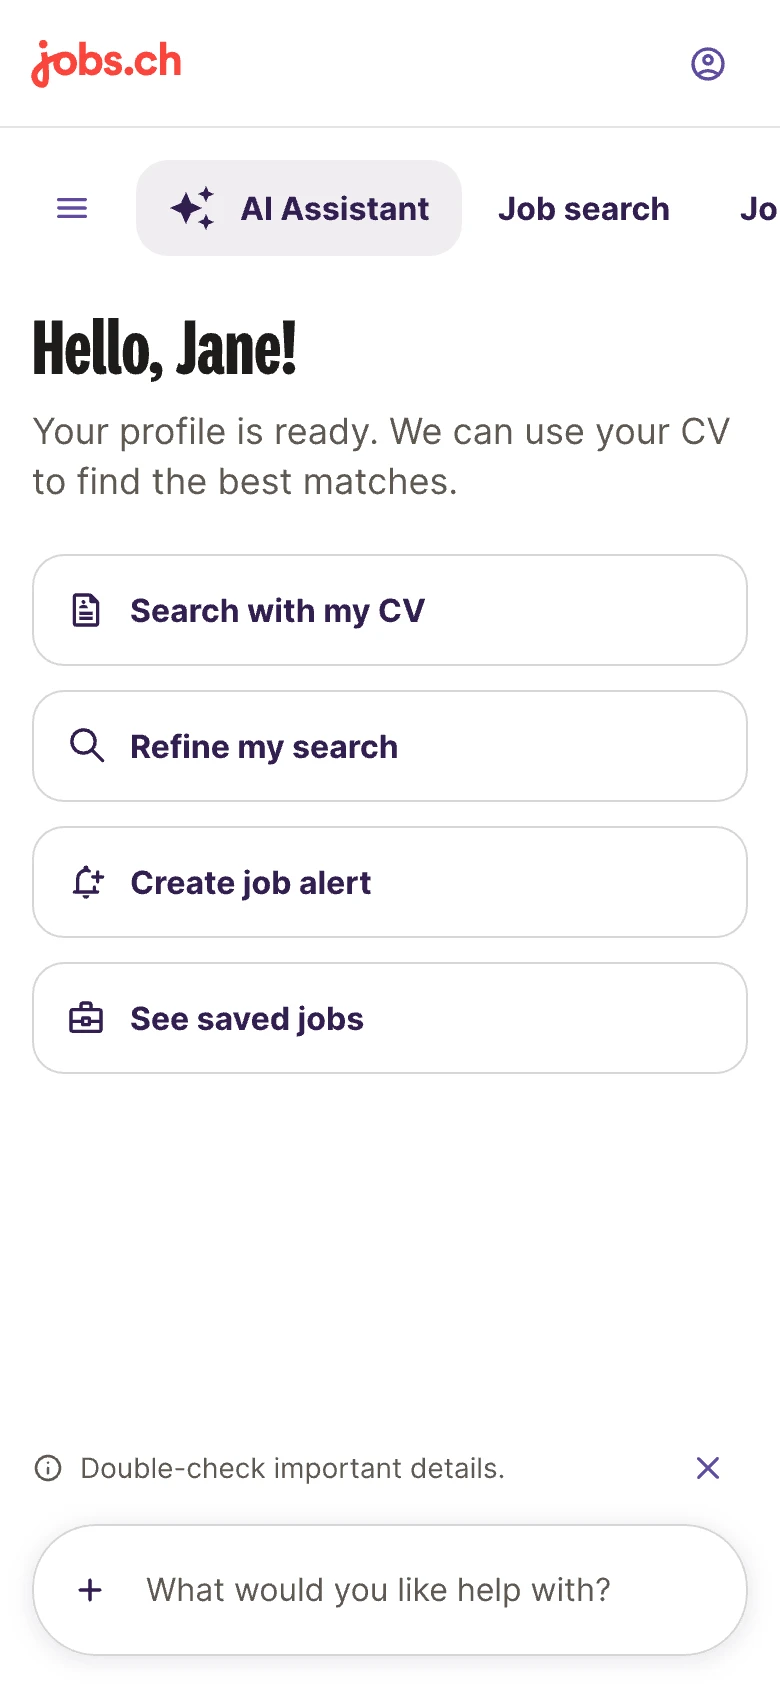 jobs.ch
AI Assistant
Job search
Jo
Hello, Jane!
Your profile is ready. We can use your CV
to find the best matches.
Search with my CV
Refine my search
Create job alert
See saved jobs
Double-check important details.
What would you like help with?